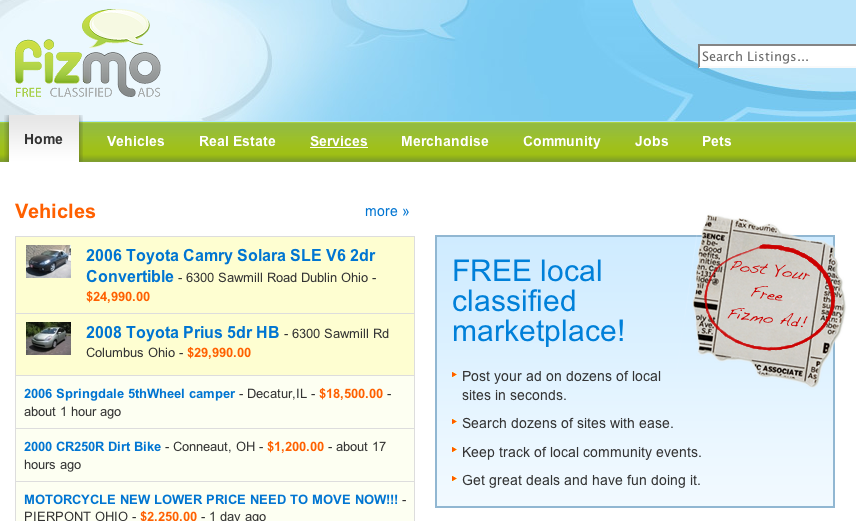 fizmo
FREE CLASSIFIED ADS
Search Listings...
Home Vehicles Real Estate Services Merchandise Community Jobs Pets
Vehicles
more »
2006 Toyota Camry Solara SLE V6 2dr
Convertible - 6300 Sawmill Road Dublin Ohio -
$24,990.00
2008 Toyota Prius 5dr HB - 6300 Sawmill Rd
Columbus Ohio - $29,990.00
2006 Springdale 5thWheel camper - Decatur,IL - $18,500.00 -
about 1 hour ago
2000 CR250R Dirt Bike - Conneaut, OH - $1,200.00 - about 17
hours ago
MOTORCYCLE NEW LOWER PRICE NEED TO MOVE NOW!!! -
PIERPONT OHIO - $2,250.00 - 1 day ago
FREE local
classified
marketplace!
Post Your
Free
Fizmo Ad!
Post your ad on dozens of local
sites in seconds.
Search dozens of sites with ease.
Keep track of local community events.
Get great deals and have fun doing it.